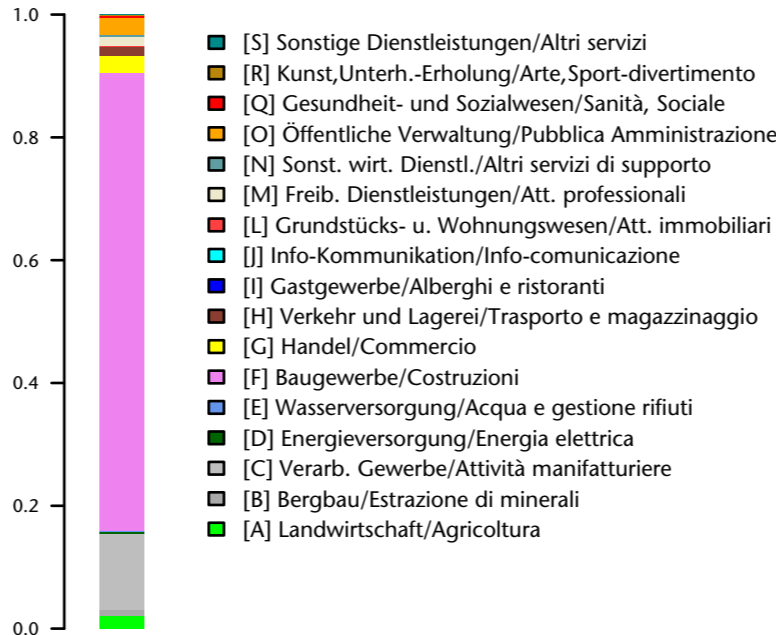 1.0
0.8
0.6
0.4
0.2
0.0
[S] Sonstige Dienstleistungen/Altri servizi
[R] Kunst,Unterh.-Erholung/Arte,Sport-divertimento
[Q] Gesundheit- und Sozialwesen/Sanità, Sociale
[O] Öffentliche Verwaltung/Pubblica Amministrazione
[N] Sonst. wirt. Dienstl./Altri servizi di supporto
[M] Freib. Dienstleistungen/Att. professionali
[L] Grundstücks- u. Wohnungswesen/Att. immobiliari
[J] Info-Kommunikation/Info-comunicazione
[I] Gastgewerbe/Alberghi e ristoranti
[H] Verkehr und Lagerei/Trasporto e magazzinaggio
[G] Handel/Commercio
[F] Baugewerbe/Costruzioni
[E] Wasserversorgung/Acqua e gestione rifiuti
[D] Energieversorgung/Energia elettrica
[C] Verarb. Gewerbe/Attività manifatturiere
[B] Bergbau/Estrazione di minerali
[A] Landwirtschaft/Agricoltura